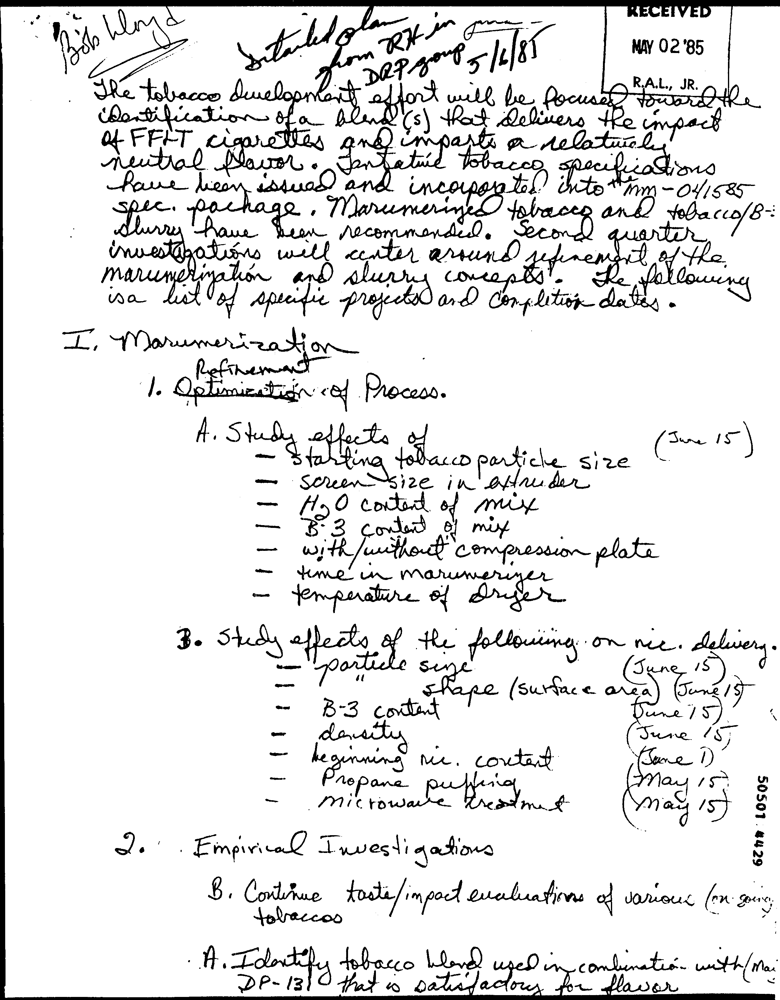 Bob Lloyd
Detailed plan
from RH in
DRP group 5/6/85
RECEIVED
MAY 02 '85
R.A.L., JR.
The tobacco development effort will be focused toward the
identification of a blend(s) that delivers the impact
of FFLT cigarettes and imparts a relatively
neutral flavor. Tentative tobacco specifications
have been issued and incorporated into the MM-041585
spec. package. Marumerized tobacco and tobacco/B-3
slurry have been recommended. Second quarter
investigations will center around refinement of the
marumerization and slurry concepts. The following
is a list of specific projects and completion dates.
I. Marumerization
Refinement
1. Optimization of Process.
A. Study effects of (June 15)
- starting tobacco particle size
- screen size in extruder
- H2O content of mix
- B-3 content of mix
- with/without compression plate
- time in marumerizer
- temperature of dryer
B. Study effects of the following on nic. delivery.
- particle size (June 15)
- " shape (surface area) (June 15)
- B-3 content (June 15)
- density (June 15)
- beginning nic. content (June 1)
- Propane puffing (May 15)
- microwave treatment (May 15)
2. Empirical Investigations
B. Continue taste/impact evaluations of various (on-going
tobaccos
A. Identify tobacco blend used in combination with (Ma
DP-131 that is satisfactory for flavor
50501 4429